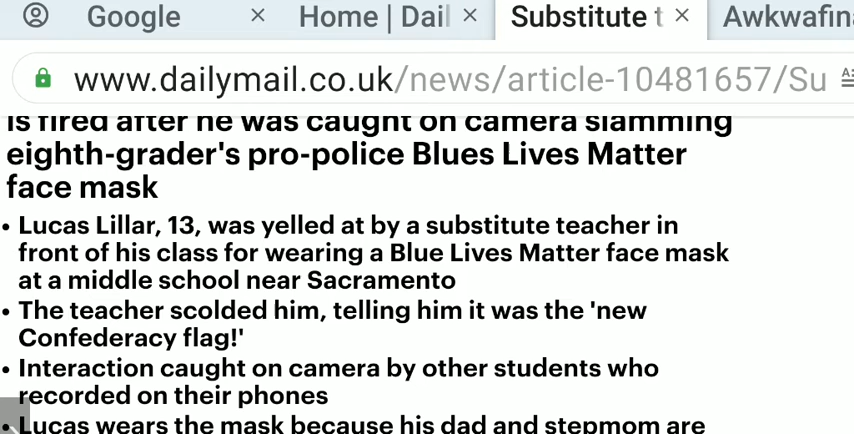 Google × Home | Dail × Substitute t × Awkwafin
www.dailymail.co.uk/news/article-10481657/Su
is fired after he was caught on camera slamming
eighth-grader's pro-police Blues Lives Matter
face mask
• Lucas Lillar, 13, was yelled at by a substitute teacher in
front of his class for wearing a Blue Lives Matter face mask
at a middle school near Sacramento
• The teacher scolded him, telling him it was the 'new
Confederacy flag!'
• Interaction caught on camera by other students who
recorded on their phones
• Lucas wears the mask because his dad and stepmom are